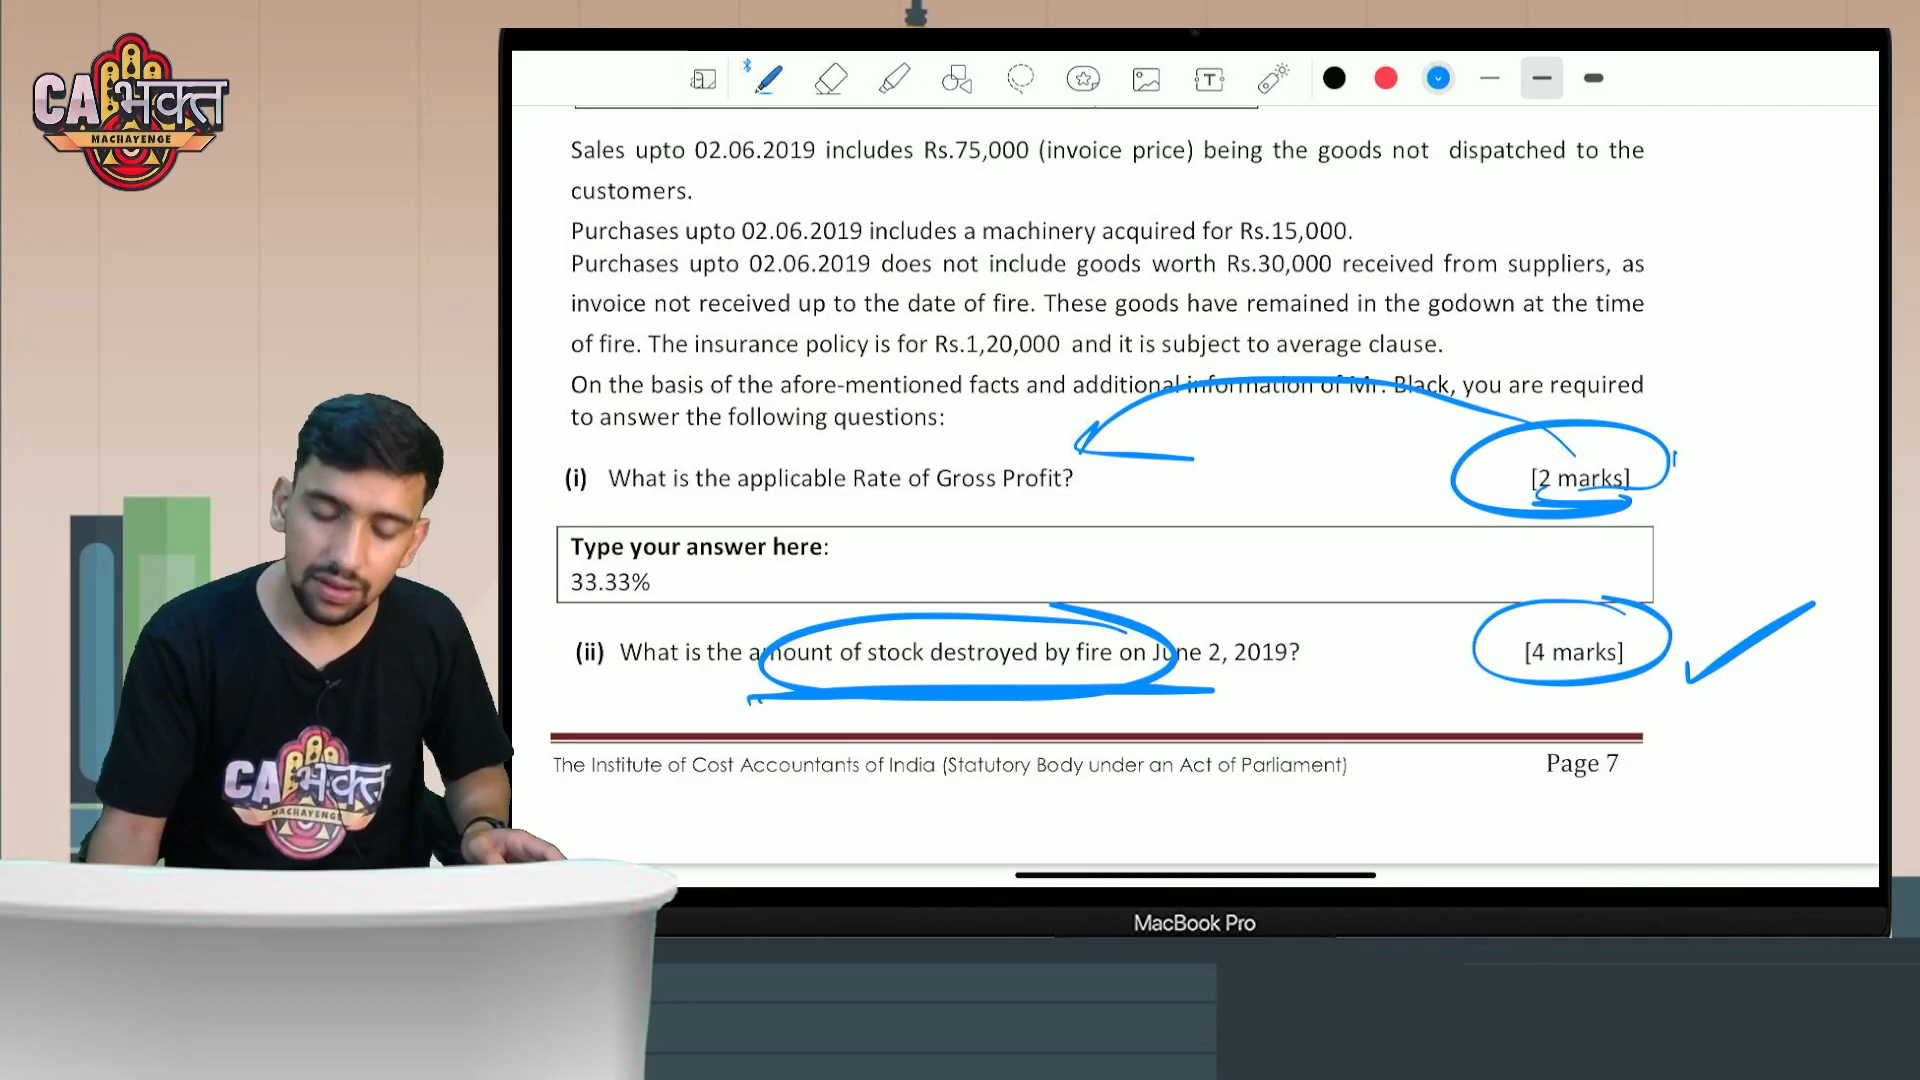 CA भक्त
MACHAYENGE
Sales upto 02.06.2019 includes Rs.75,000 (invoice price) being the goods not dispatched to the
customers.
Purchases upto 02.06.2019 includes a machinery acquired for Rs.15,000.
Purchases upto 02.06.2019 does not include goods worth Rs.30,000 received from suppliers, as
invoice not received up to the date of fire. These goods have remained in the godown at the time
of fire. The insurance policy is for Rs.1,20,000 and it is subject to average clause.
On the basis of the afore-mentioned facts and additional information of Mr. Black, you are required
to answer the following questions:
(i) What is the applicable Rate of Gross Profit? [2 marks]
Type your answer here:
33.33%
(ii) What is the amount of stock destroyed by fire on June 2, 2019? [4 marks]
The Institute of Cost Accountants of India (Statutory Body under an Act of Parliament) Page 7
CA भक्त
MACHAYENGE
MacBook Pro